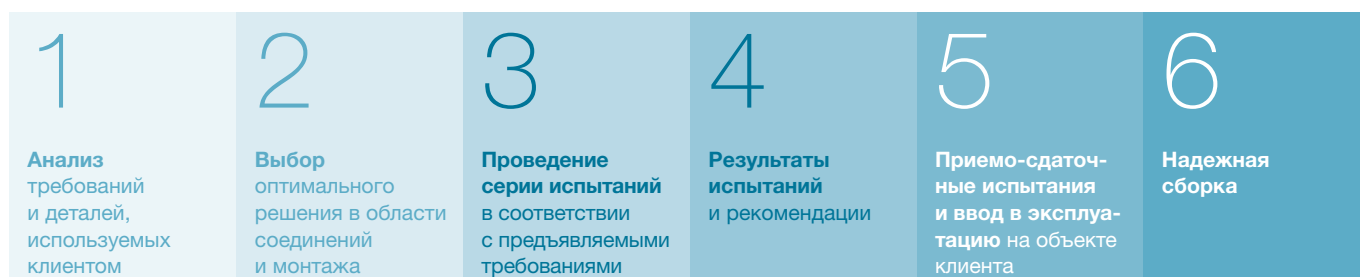 1
Анализ
требований
и деталей,
используемых
клиентом
2
Выбор
оптимального
решения в области
соединений
и монтажа
3
Проведение
серии испытаний
в соответствии
с предъявляемыми
требованиями
4
Результаты
испытаний
и рекомендации
5
Приемо-сдаточ-
ные испытания
и ввод в эксплуа-
тацию на объекте
клиента
6
Надежная
сборка